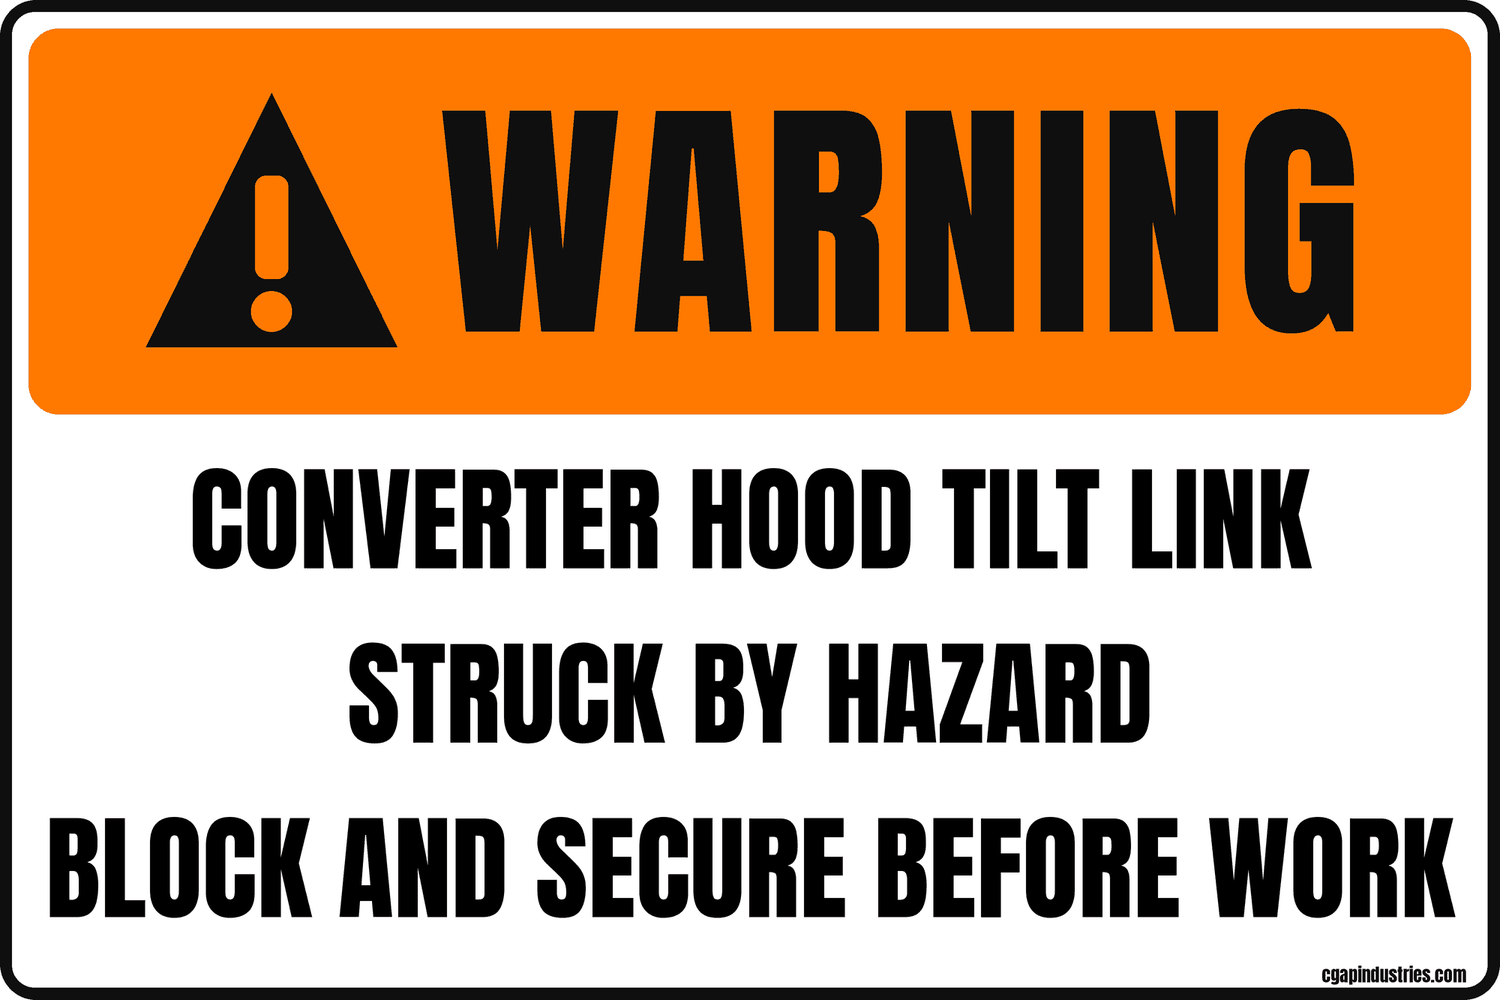 WARNING
CONVERTER HOOD TILT LINK
STRUCK BY HAZARD
BLOCK AND SECURE BEFORE WORK
cgapindustries.com